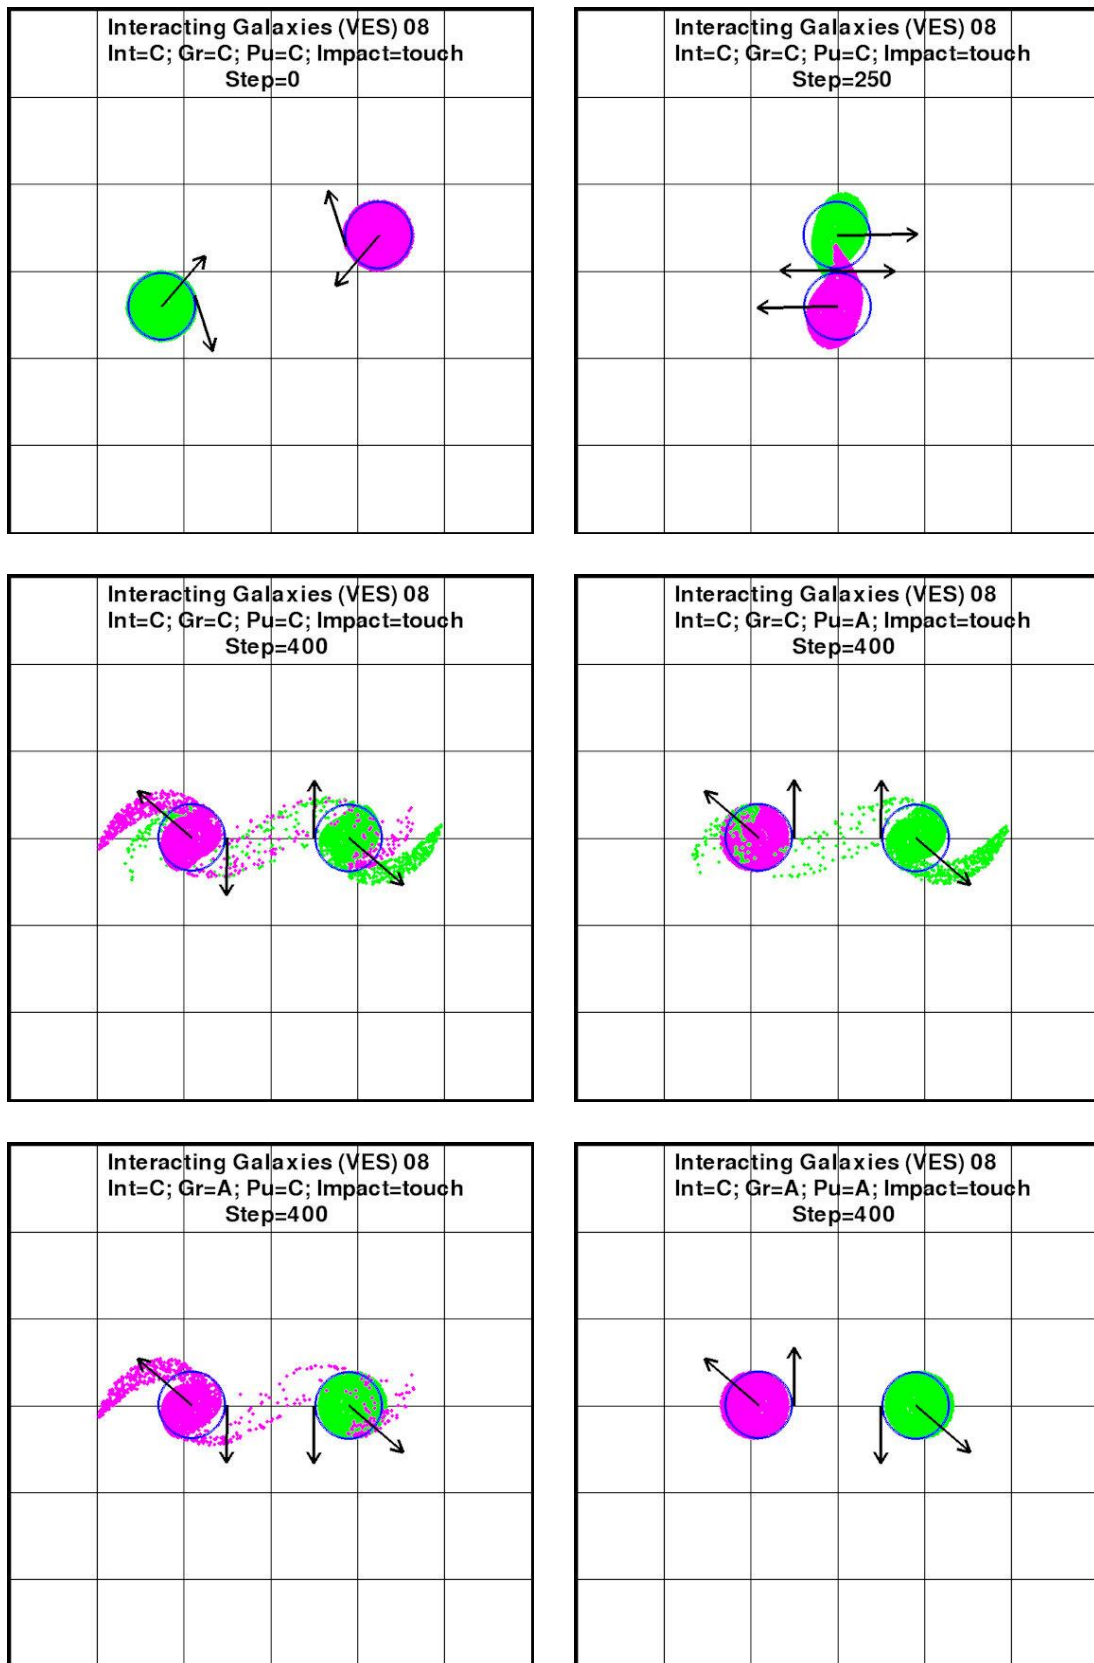 Interacting Galaxies (VES) 08
Int=C; Gr=C; Pu=C; Impact=touch
Step=0
Interacting Galaxies (VES) 08
Int=C; Gr=C; Pu=C; Impact=touch
Step=250
Interacting Galaxies (VES) 08
Int=C; Gr=C; Pu=C; Impact=touch
Step=400
Interacting Galaxies (VES) 08
Int=C; Gr=C; Pu=A; Impact=touch
Step=400
Interacting Galaxies (VES) 08
Int=C; Gr=A; Pu=C; Impact=touch
Step=400
Interacting Galaxies (VES) 08
Int=C; Gr=A; Pu=A; Impact=touch
Step=400